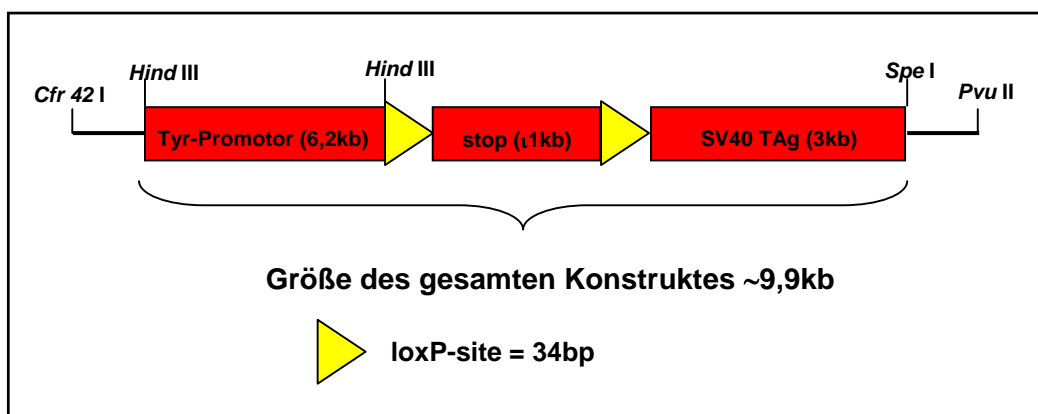 Cfr 42 I
Hind III
Hind III
Spe I
Pvu II
Tyr-Promotor (6,2kb)
stop (ι1kb)
SV40 TAg (3kb)
Größe des gesamten Konstruktes ~9,9kb
loxP-site = 34bp